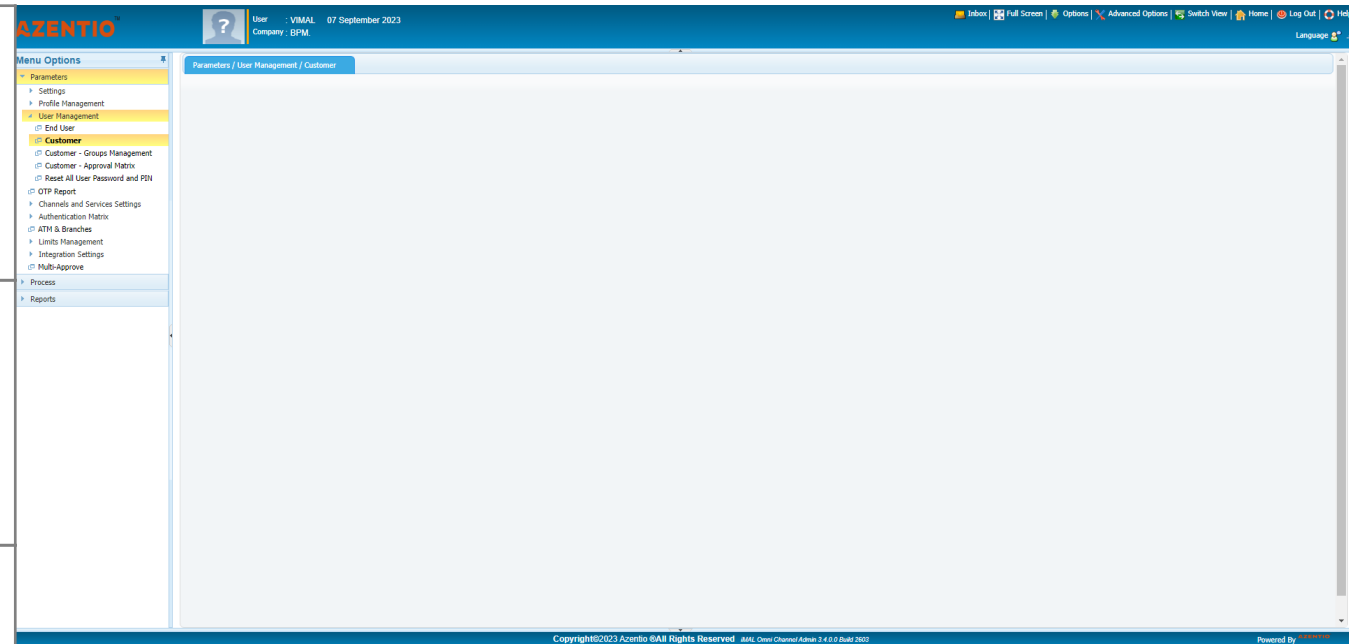 AZENTIO™
User : VIMAL 07 September 2023
Company : BPM.
Inbox | Full Screen | Options | Advanced Options | Switch View | Home | Log Out | Hel
Language
Menu Options
Parameters
Settings
Profile Management
User Management
End User
Customer
Customer - Groups Management
Customer - Approval Matrix
Reset All User Password and PIN
OTP Report
Channels and Services Settings
Authentication Matrix
ATM & Branches
Limits Management
Integration Settings
Multi-Approve
Process
Reports
Parameters / User Management / Customer
Copyright©2023 Azentio ®All Rights Reserved iMAL Omni Channel Admin 3.4.0.0 Build 2603
Powered By AZENTIO